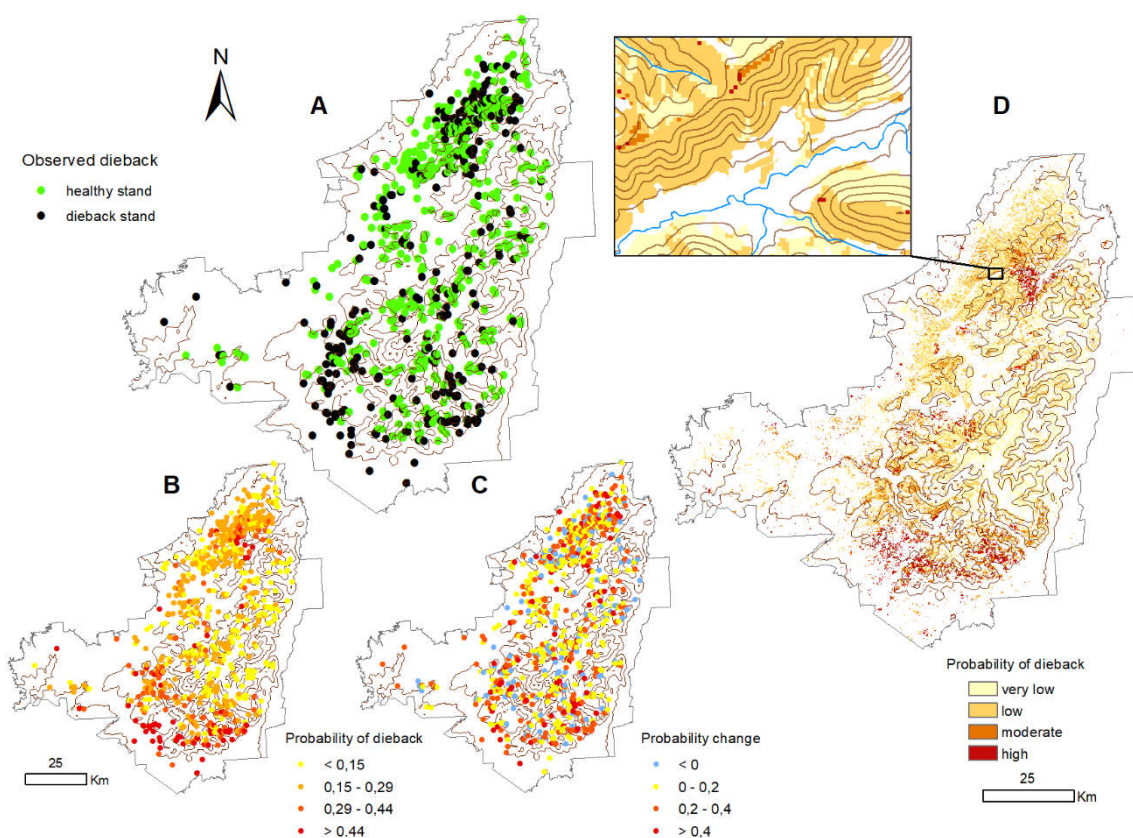 N
A
Observed dieback
healthy stand
dieback stand
D
B
C
25
Km
Probability of dieback
< 0,15
0,15 - 0,29
0,29 - 0,44
> 0.44
Probability change
< 0
0 - 0,2
0,2 - 0,4
> 0,4
Probability of dieback
very low
low
moderate
high
25
Km